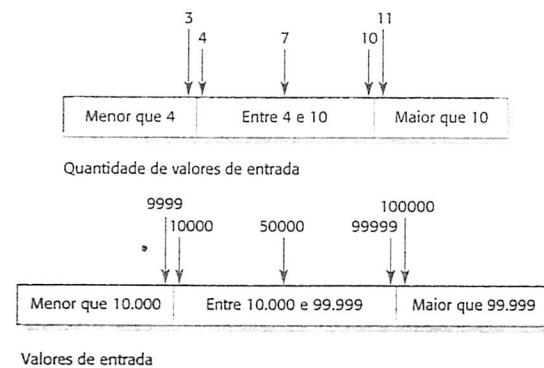 3 11
4 7 10
Menor que 4 Entre 4 e 10 Maior que 10
Quantidade de valores de entrada
9999 100000
10000 50000 99999
Menor que 10.000 Entre 10.000 e 99.999 Maior que 99.999
Valores de entrada